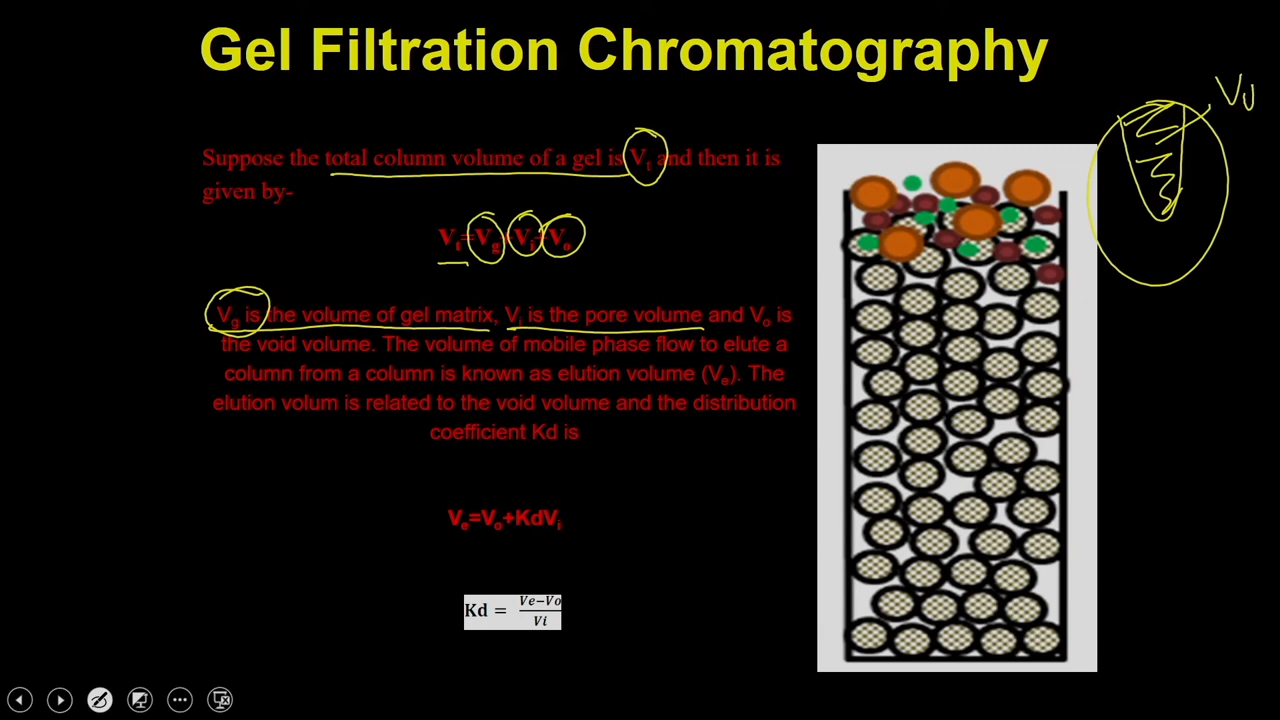 Gel Filtration Chromatography
Suppose the total column volume of a gel is Vt and then it is
given by-
Vt=Vg+Vi+Vo
Vg is the volume of gel matrix, Vi is the pore volume and Vo is
the void volume. The volume of mobile phase flow to elute a
column from a column is known as elution volume (Ve). The
elution volum is related to the void volume and the distribution
coefficient Kd is
Ve=Vo+KdVi
Kd = Ve−Vo
Vi